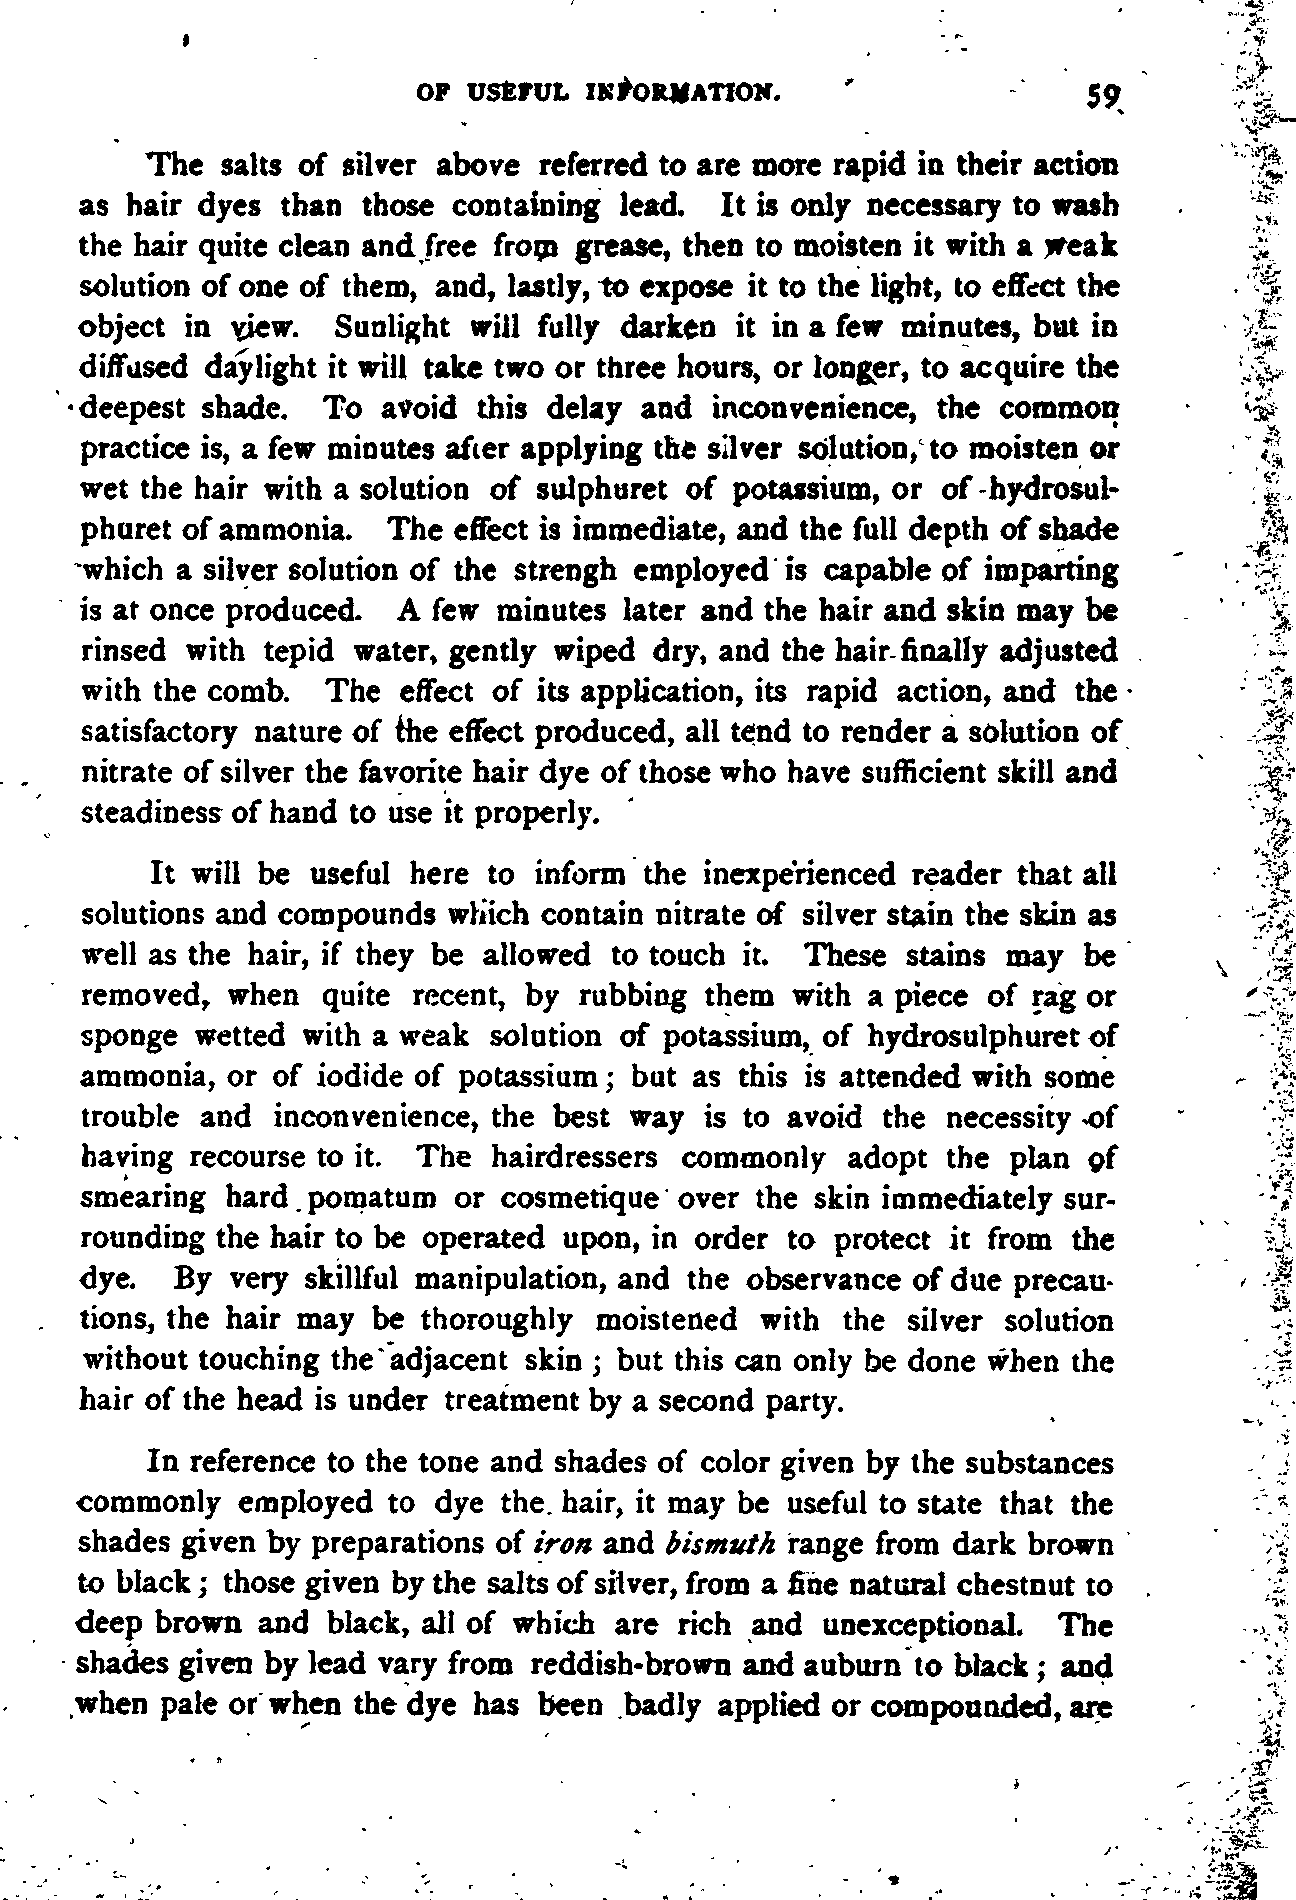 OF USEFUL INFORMATION. 59
The salts of silver above referred to are more rapid in their action
as hair dyes than those containing lead. It is only necessary to wash
the hair quite clean and free from grease, then to moisten it with a weak
solution of one of them, and, lastly, to expose it to the light, to effect the
object in view. Sunlight will fully darken it in a few minutes, but in
diffused daylight it will take two or three hours, or longer, to acquire the
deepest shade. To avoid this delay and inconvenience, the common
practice is, a few minutes after applying the silver solution, to moisten or
wet the hair with a solution of sulphuret of potassium, or of hydrosul-
phuret of ammonia. The effect is immediate, and the full depth of shade
which a silver solution of the strengh employed is capable of imparting
is at once produced. A few minutes later and the hair and skin may be
rinsed with tepid water, gently wiped dry, and the hair finally adjusted
with the comb. The effect of its application, its rapid action, and the
satisfactory nature of the effect produced, all tend to render a solution of
nitrate of silver the favorite hair dye of those who have sufficient skill and
steadiness of hand to use it properly.
It will be useful here to inform the inexperienced reader that all
solutions and compounds which contain nitrate of silver stain the skin as
well as the hair, if they be allowed to touch it. These stains may be
removed, when quite recent, by rubbing them with a piece of rag or
sponge wetted with a weak solution of potassium, of hydrosulphuret of
ammonia, or of iodide of potassium; but as this is attended with some
trouble and inconvenience, the best way is to avoid the necessity of
having recourse to it. The hairdressers commonly adopt the plan of
smearing hard pomatum or cosmetique over the skin immediately sur-
rounding the hair to be operated upon, in order to protect it from the
dye. By very skillful manipulation, and the observance of due precau-
tions, the hair may be thoroughly moistened with the silver solution
without touching the adjacent skin; but this can only be done when the
hair of the head is under treatment by a second party.
In reference to the tone and shades of color given by the substances
commonly employed to dye the hair, it may be useful to state that the
shades given by preparations of iron and bismuth range from dark brown
to black; those given by the salts of silver, from a fine natural chestnut to
deep brown and black, all of which are rich and unexceptional. The
shades given by lead vary from reddish-brown and auburn to black; and
when pale or when the dye has been badly applied or compounded, are